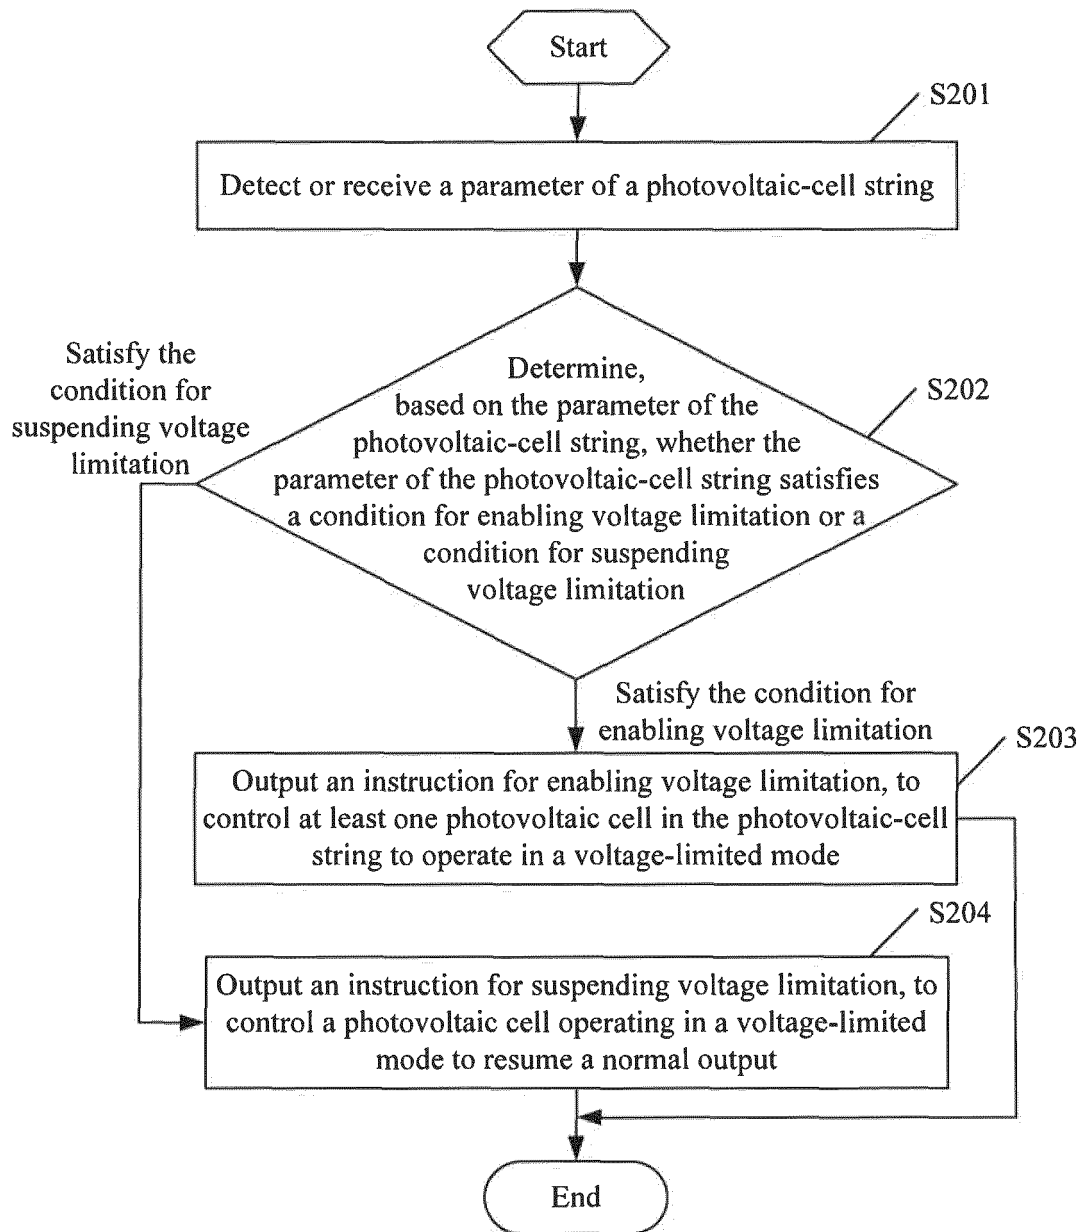 Start
S201
Detect or receive a parameter of a photovoltaic-cell string
Satisfy the
condition for
suspending voltage
limitation
Determine,
based on the parameter of the
photovoltaic-cell string, whether the
parameter of the photovoltaic-cell string satisfies
a condition for enabling voltage limitation or a
condition for suspending
voltage limitation
S202
Satisfy the condition for
enabling voltage limitation
S203
Output an instruction for enabling voltage limitation, to
control at least one photovoltaic cell in the photovoltaic-cell
string to operate in a voltage-limited mode
S204
Output an instruction for suspending voltage limitation, to
control a photovoltaic cell operating in a voltage-limited
mode to resume a normal output
End